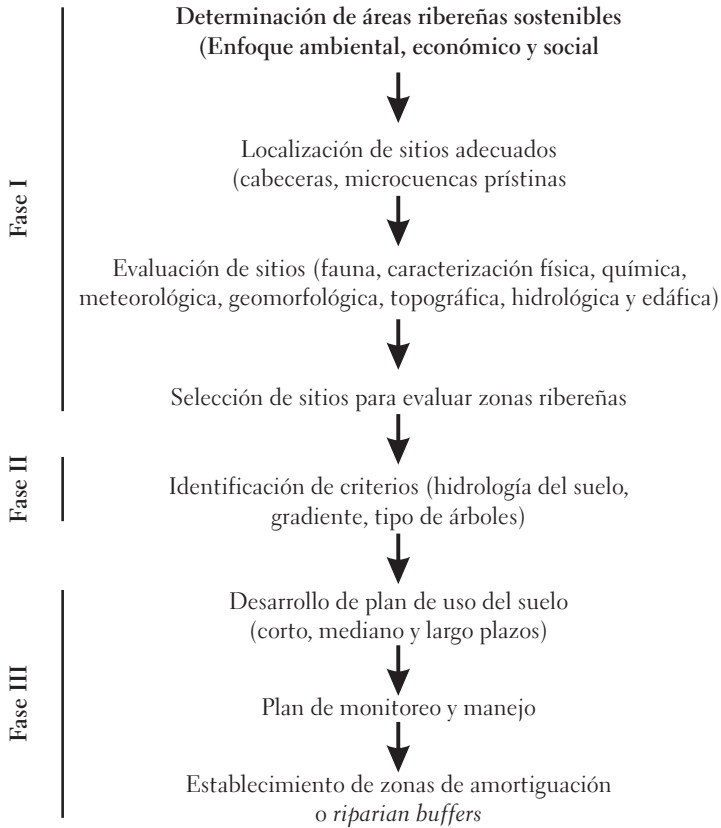 Determinación de áreas ribereñas sostenibles
(Enfoque ambiental, económico y social
Localización de sitios adecuados
(cabeceras, microcuencas prístinas
Fase I
Evaluación de sitios (fauna, caracterización física, química,
meteorológica, geomorfológica, topográfica, hidrológica y edáfica)
Selección de sitios para evaluar zonas ribereñas
Fase II
Identificación de criterios (hidrología del suelo,
gradiente, tipo de árboles)
Fase III
Desarrollo de plan de uso del suelo
(corto, mediano y largo plazos)
Plan de monitoreo y manejo
Establecimiento de zonas de amortiguación
o riparian buffers